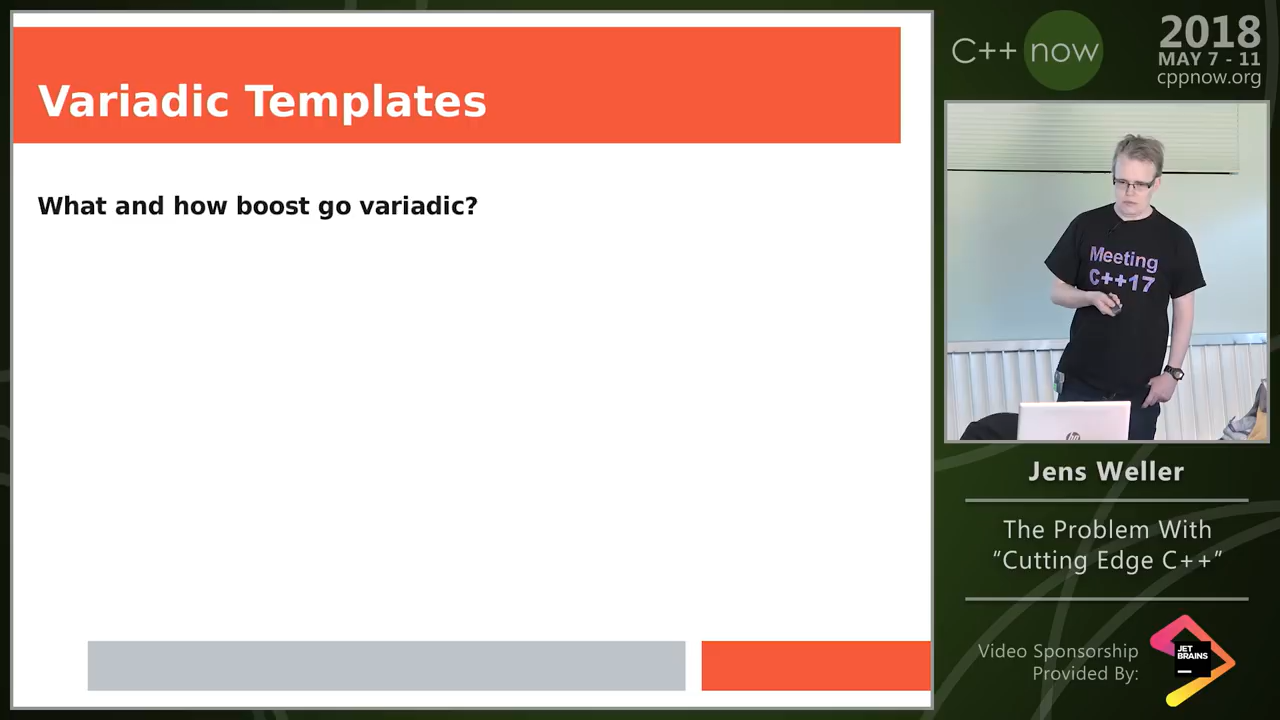 Variadic Templates
What and how boost go variadic?
C++ now
2018
MAY 7 - 11
cppnow.org
Meeting
C++17
hp
Jens Weller
The Problem With
“Cutting Edge C++”
Video Sponsorship
Provided By:
JET
BRAINS